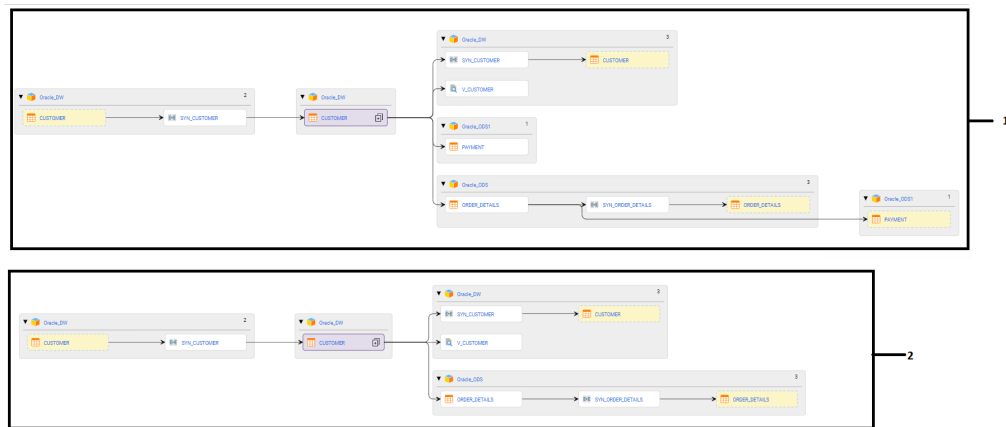 Oracle_DW 3
SYN_CUSTOMER CUSTOMER
V_CUSTOMER
Oracle_DW 2
CUSTOMER SYN_CUSTOMER
Oracle_DW
CUSTOMER
Oracle_ODS1 1
PAYMENT
Oracle_ODS 3
ORDER_DETAILS SYN_ORDER_DETAILS ORDER_DETAILS
Oracle_ODS1 1
PAYMENT
1
Oracle_DW 3
SYN_CUSTOMER CUSTOMER
V_CUSTOMER
Oracle_DW 2
CUSTOMER SYN_CUSTOMER
Oracle_DW
CUSTOMER
Oracle_ODS 3
ORDER_DETAILS SYN_ORDER_DETAILS ORDER_DETAILS
2